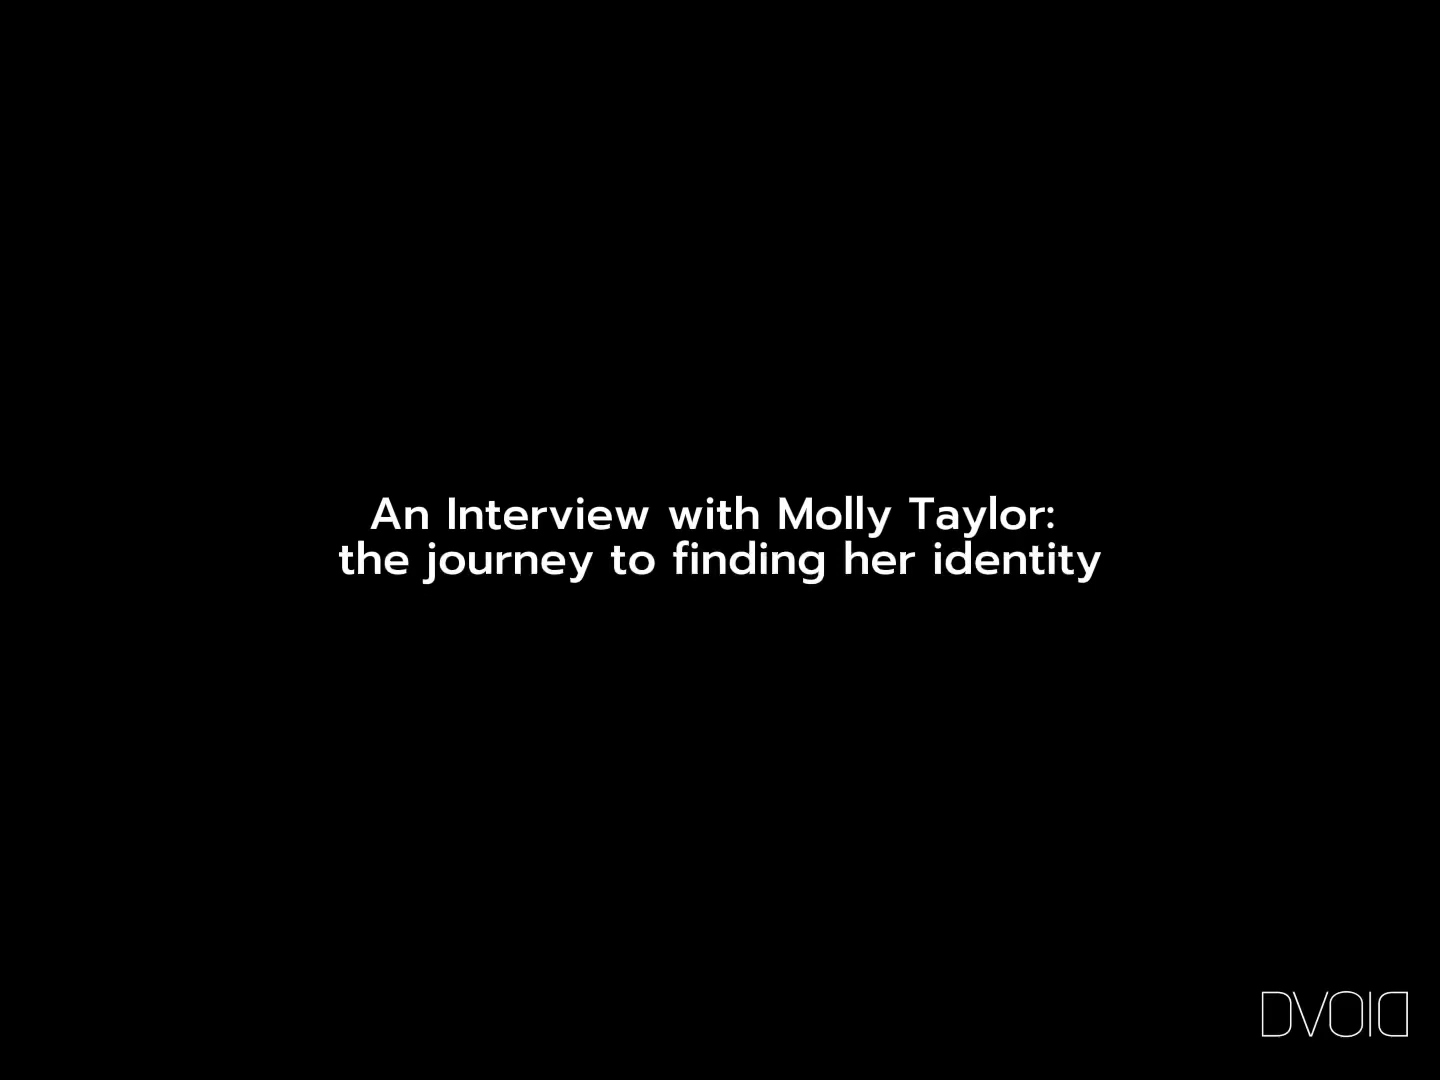 An Interview with Molly Taylor:
the journey to finding her identity
DVOID